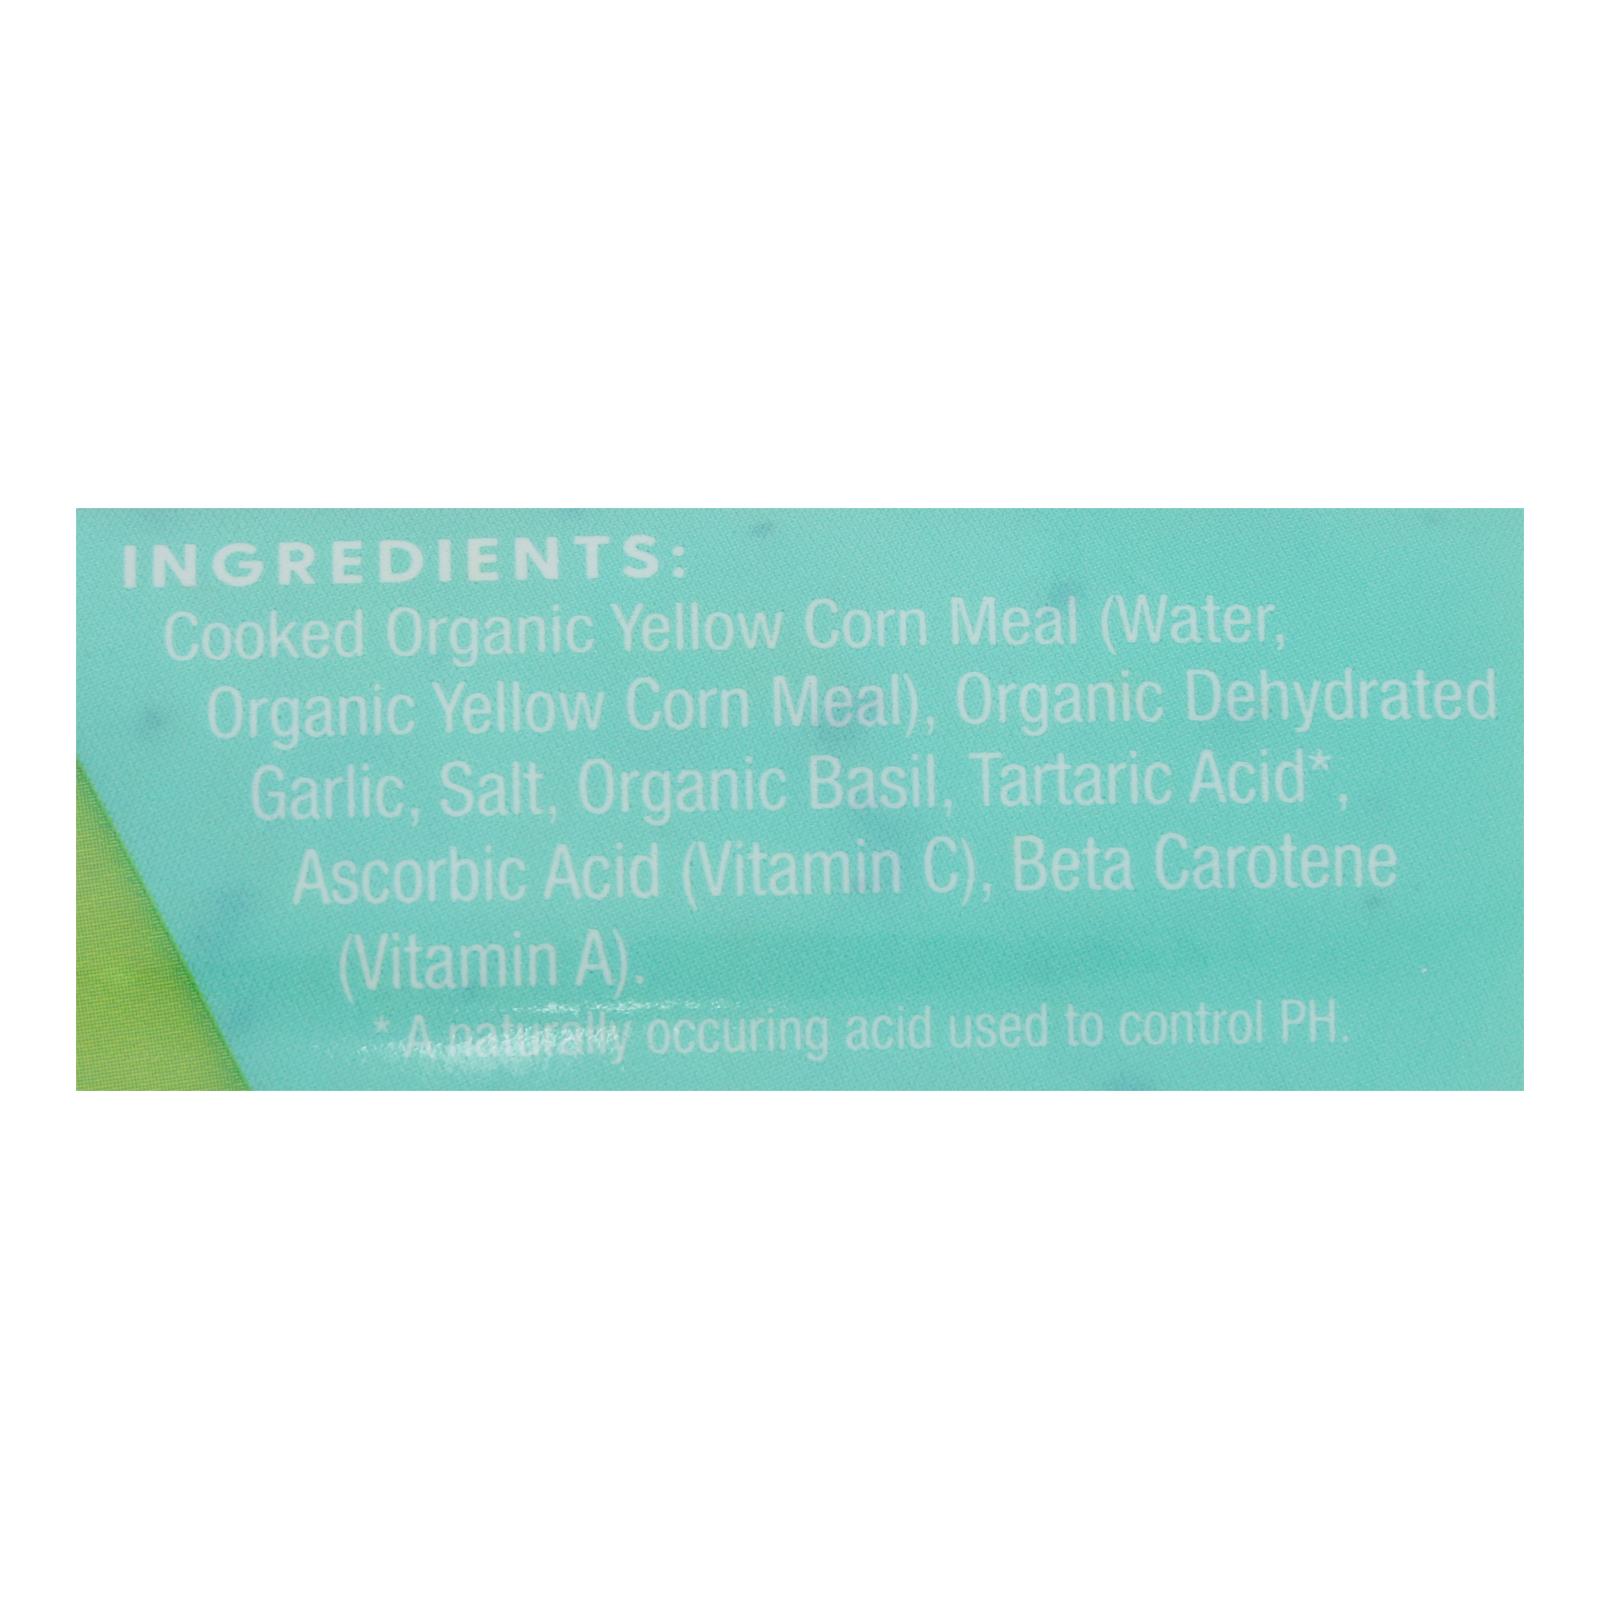 INGREDIENTS:
Cooked Organic Yellow Corn Meal (Water,
Organic Yellow Corn Meal), Organic Dehydrated
Garlic, Salt, Organic Basil, Tartaric Acid*,
Ascorbic Acid (Vitamin C), Beta Carotene
(Vitamin A).
* A naturally occuring acid used to control PH.